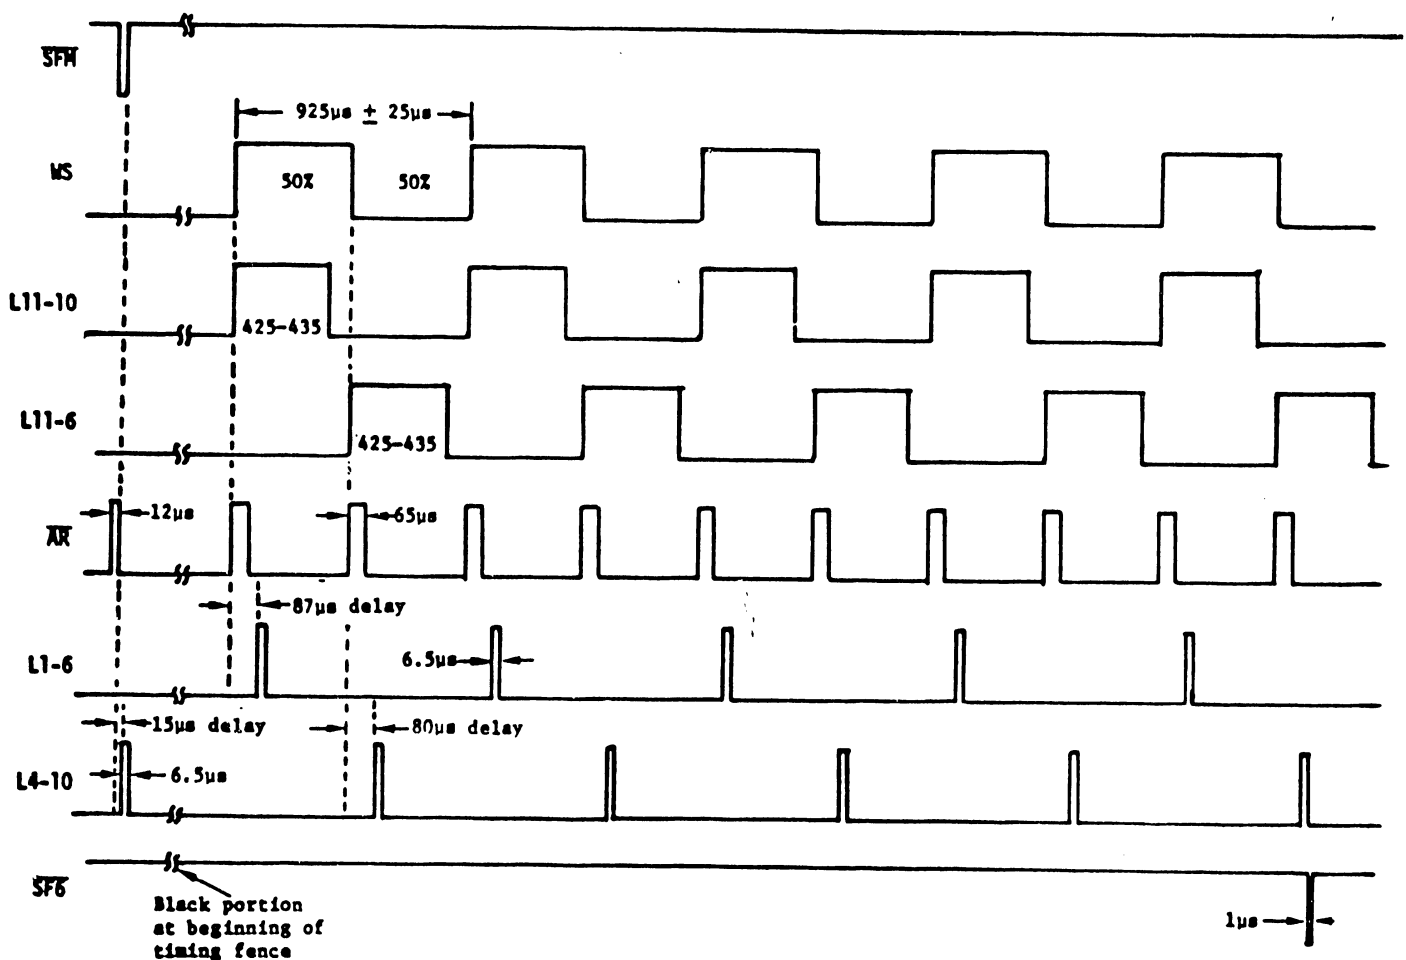 SFM
925µs ± 25µs
WS
50% 50%
L11-10
425-435
L11-6
425-435
12µs
65µs
AR
87µs delay
L1-6
6.5µs
15µs delay
80µs delay
L4-10
6.5µs
SF6
Black portion
at beginning of
timing fence
1µs